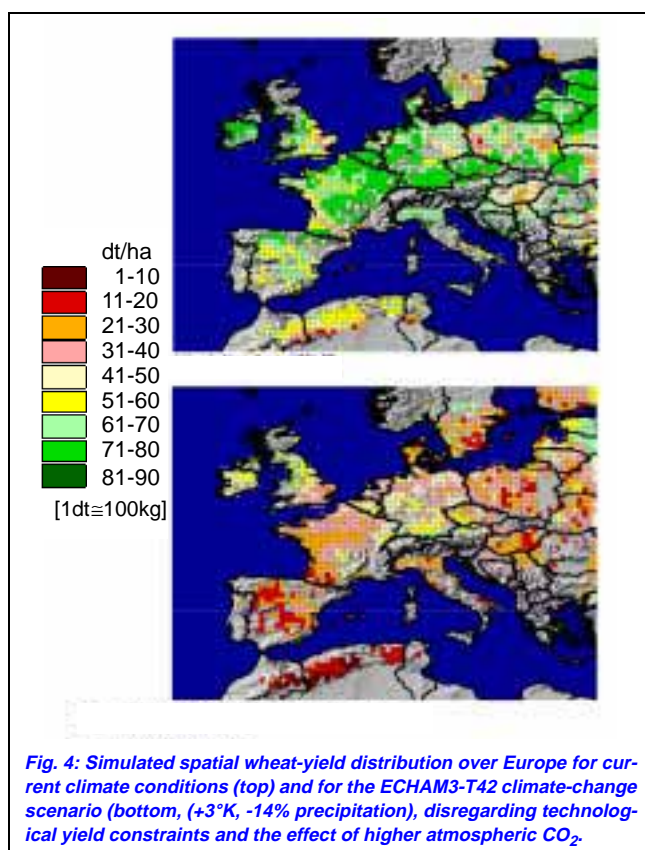 dt/ha
1-10
11-20
21-30
31-40
41-50
51-60
61-70
71-80
81-90
[1dt≅100kg]
Fig. 4: Simulated spatial wheat-yield distribution over Europe for cur-
rent climate conditions (top) and for the ECHAM3-T42 climate-change
scenario (bottom, (+3°K, -14% precipitation), disregarding technolog-
ical yield constraints and the effect of higher atmospheric CO2.